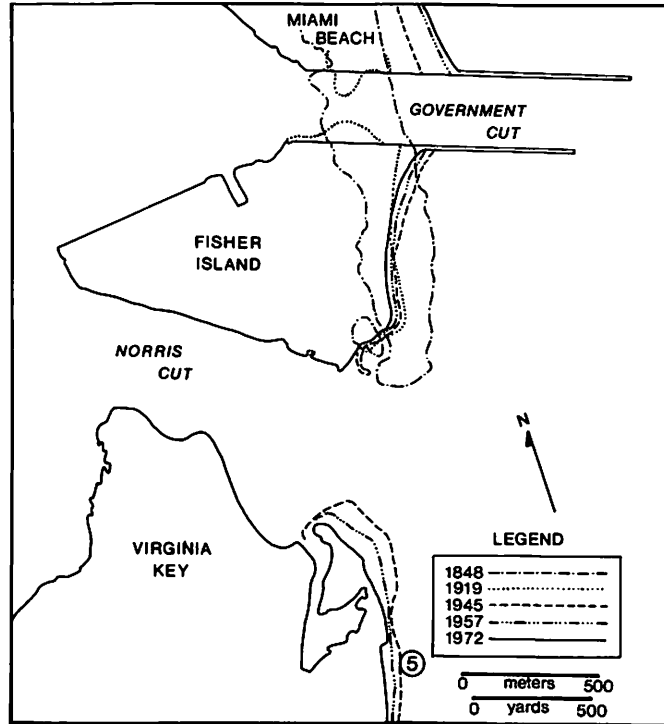 MIAMI
BEACH
GOVERNMENT
CUT
FISHER
ISLAND
NORRIS
CUT
N
VIRGINIA
KEY
LEGEND
1848
1919
1945
1957
1972
5
0 meters 500
0 yards 500